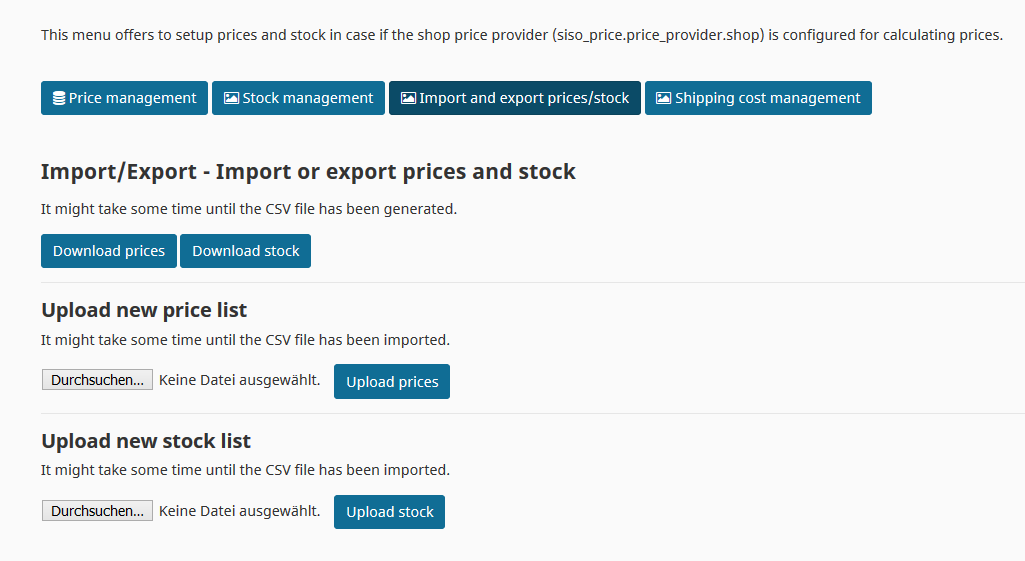 This menu offers to setup prices and stock in case if the shop price provider (siso_price.price_provider.shop) is configured for calculating prices.
Price management Stock management Import and export prices/stock Shipping cost management
Import/Export - Import or export prices and stock
It might take some time until the CSV file has been generated.
Download prices Download stock
Upload new price list
It might take some time until the CSV file has been imported.
Durchsuchen... Keine Datei ausgewählt. Upload prices
Upload new stock list
It might take some time until the CSV file has been imported.
Durchsuchen... Keine Datei ausgewählt. Upload stock